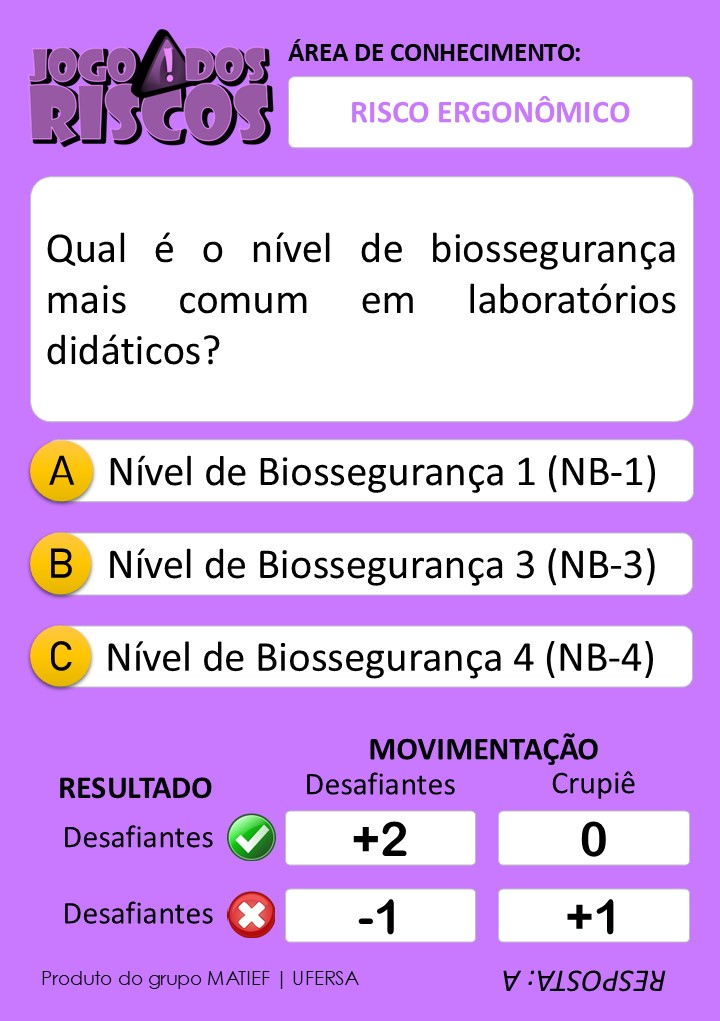 JOGO DOS
RISCOS
ÁREA DE CONHECIMENTO:
RISCO ERGONÔMICO
Qual é o nível de biossegurança
mais comum em laboratórios
didáticos?
A Nível de Biossegurança 1 (NB-1)
B Nível de Biossegurança 3 (NB-3)
C Nível de Biossegurança 4 (NB-4)
MOVIMENTAÇÃO
RESULTADO Desafiantes Crupiê
Desafiantes +2 0
Desafiantes -1 +1
Produto do grupo MATIEF | UFERSA
RESPOSTA: A